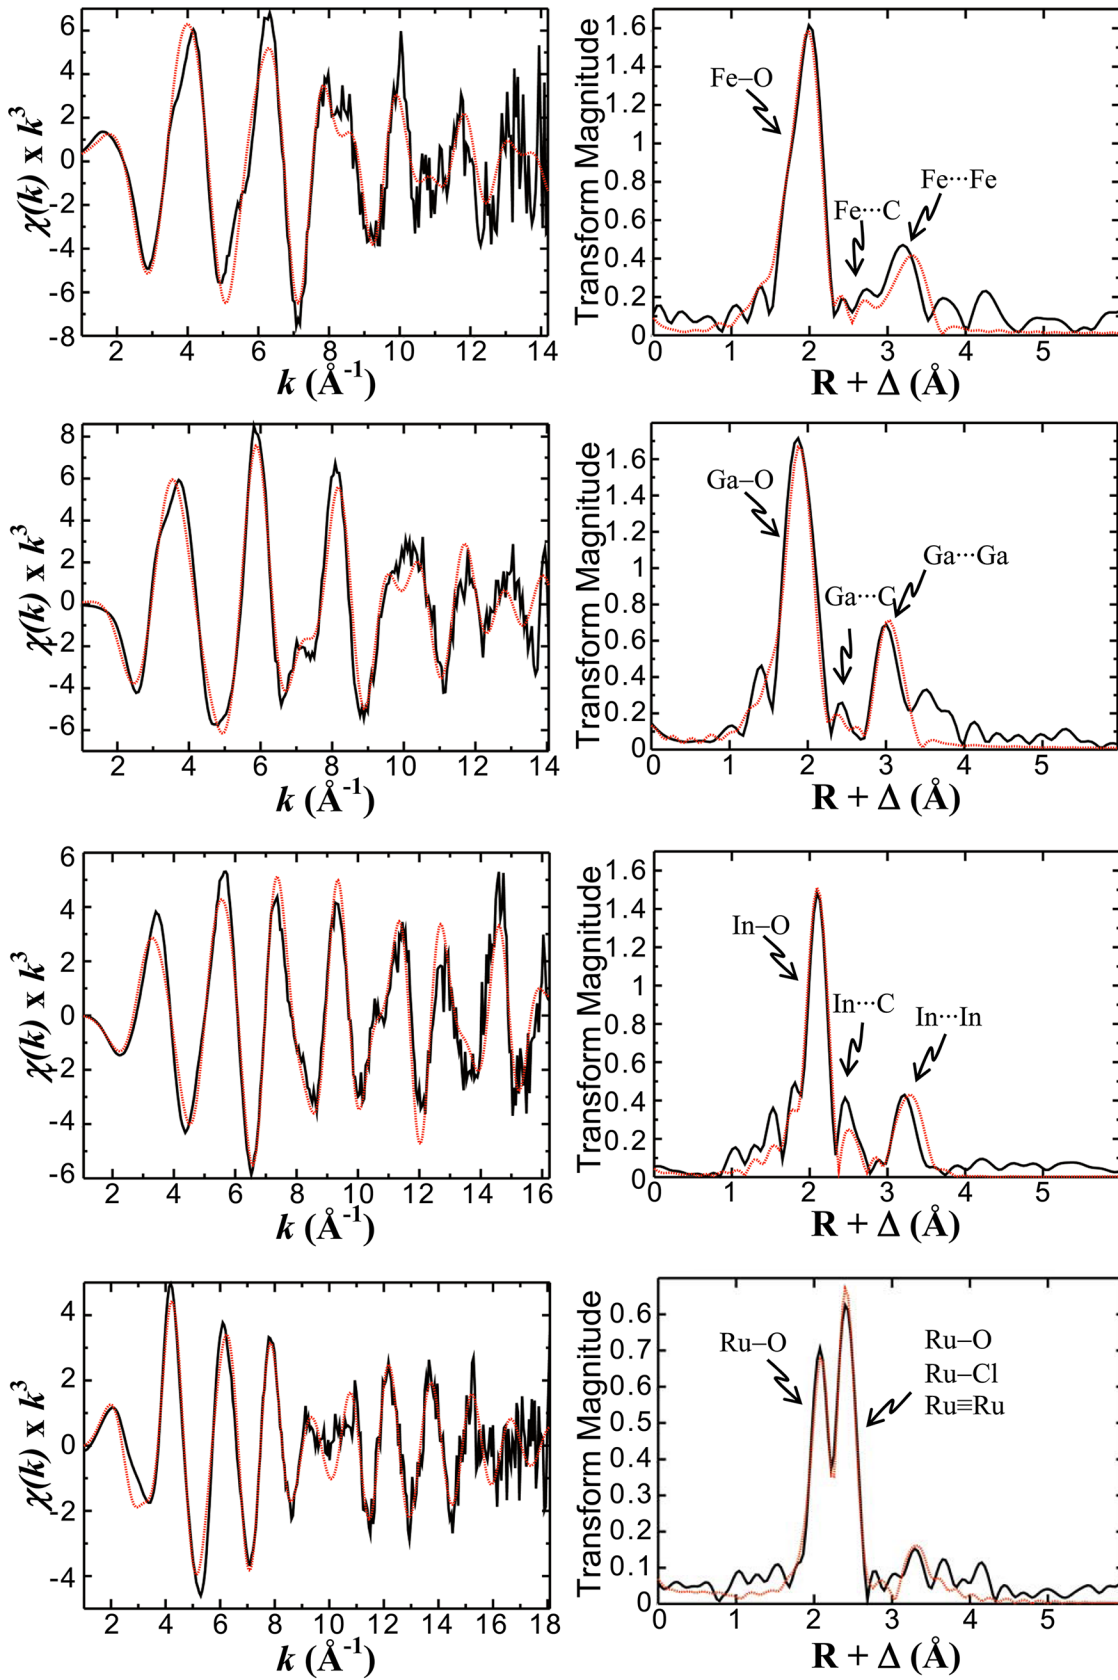 6
4
2
0
-2
-4
-6
-8
χ(k) x k³
2 4 6 8 10 12 14
k (Å⁻¹)
1.6
1.4
1.2
1
1.8
0.6
0.4
0.2
0
Transform Magnitude
Fe–O
Fe···C
Fe···Fe
0 1 2 3 4 5
R + Δ (Å)
8
6
4
2
0
-2
-4
-6
χ(k) x k³
2 4 6 8 10 12 14
k (Å⁻¹)
1.6
1.4
1.2
1
1.8
0.6
0.4
0.2
0
Transform Magnitude
Ga–O
Ga···C
Ga···Ga
0 1 2 3 4 5
R + Δ (Å)
6
4
2
0
-2
-4
-6
χ(k) x k³
2 4 6 8 10 12 14 16
k (Å⁻¹)
1.6
1.4
1.2
1
1.8
0.6
0.4
0.2
0
Transform Magnitude
In–O
In···C
In···In
0 1 2 3 4 5
R + Δ (Å)
4
2
0
-2
-4
χ(k) x k³
2 4 6 8 10 12 14 16 18
k (Å⁻¹)
0.6
0.7
0.6
0.5
0.4
0.3
0.2
0.1
0
Transform Magnitude
Ru–O
Ru–O
Ru–Cl
Ru≡Ru
0 1 2 3 4 5
R + Δ (Å)